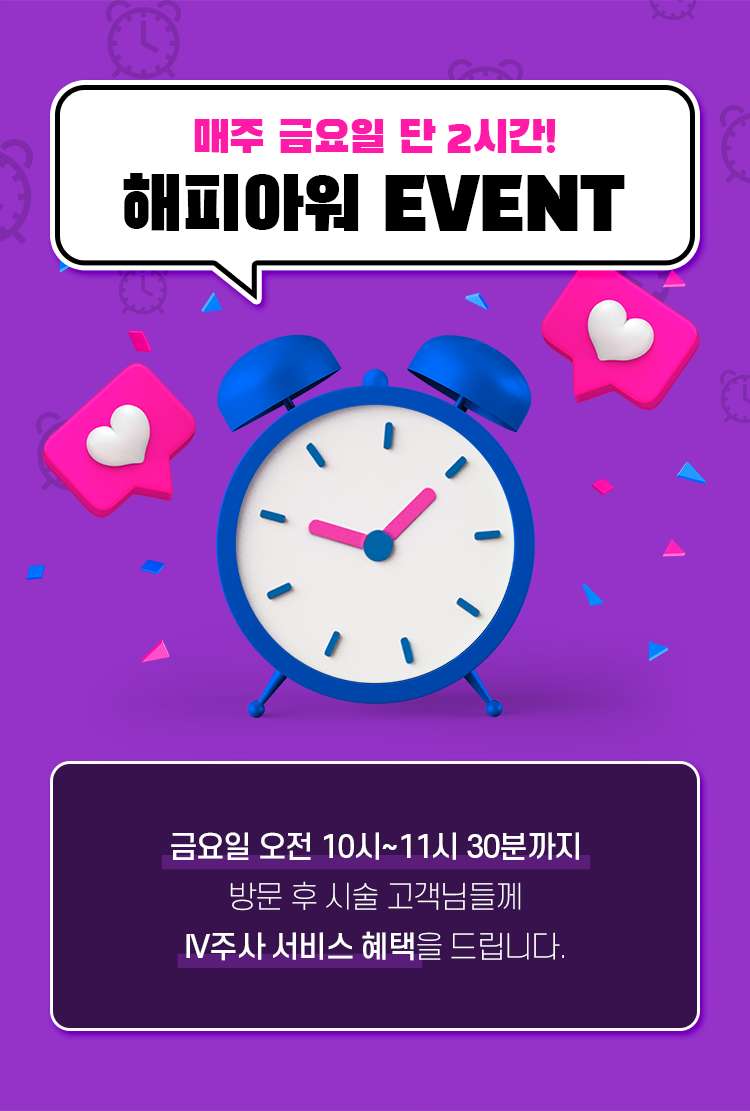 매주 금요일 단 2시간!
해피아워 EVENT
금요일 오전 10시~11시 30분까지
방문 후 시술 고객님들께
IV주사 서비스 혜택을 드립니다.